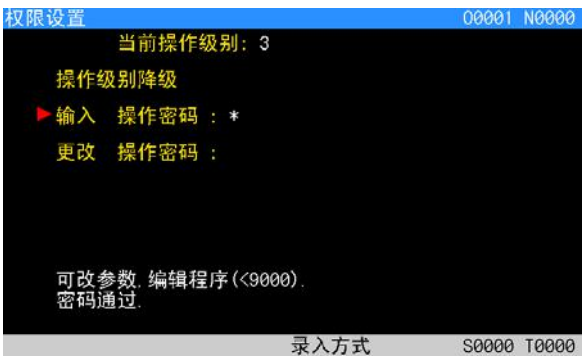 权限设置 O0001 N0000
当前操作级别: 3
操作级别降级
输入 操作密码 : *
更改 操作密码 :
可改参数.编辑程序(<9000).
密码通过.
录入方式 S0000 T0000